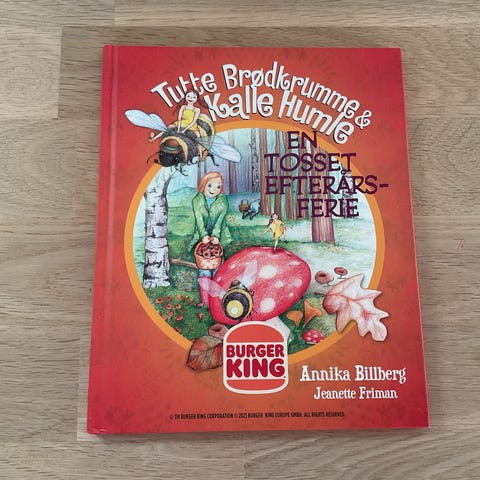 Tutte Brødkrumme &
Kalle Humle
EN
TOSSET
EFTERÅRS-
FERIE
BURGER
KING
Annika Billberg
Jeanette Friman
© TM BURGER KING CORPORATION © 2021 BURGER KING EUROPE GMBH. ALL RIGHTS RESERVED.